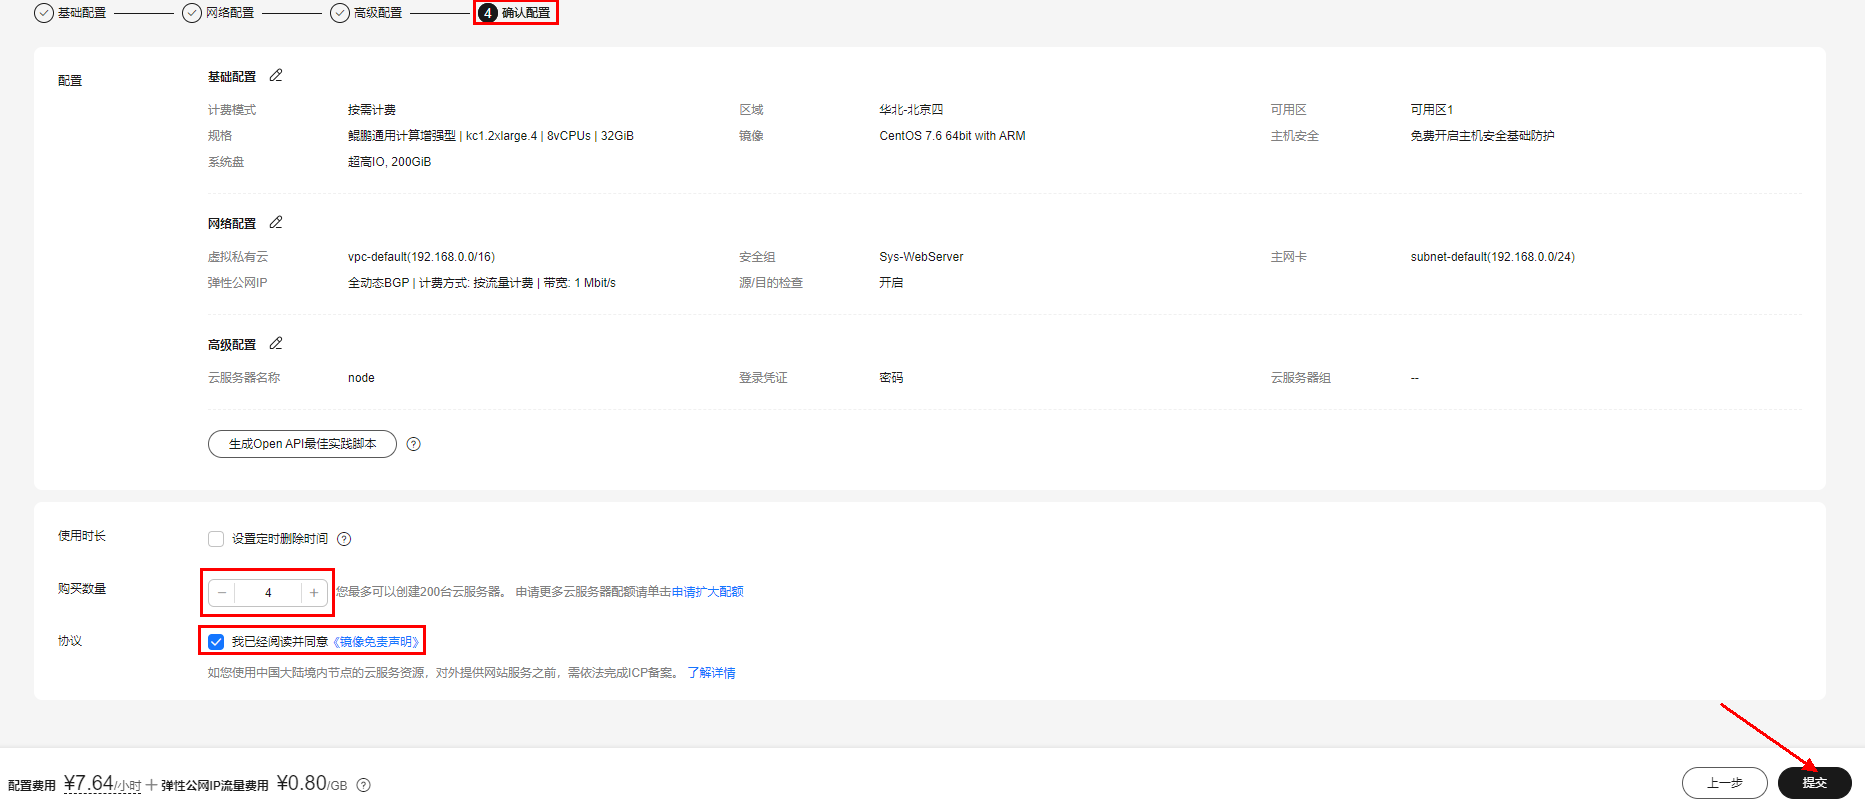 基础配置 网络配置 高级配置 4 确认配置
配置
基础配置
计费模式 按需计费 区域 华北-北京四 可用区 可用区1
规格 鲲鹏通用计算增强型 | kc1.2xlarge.4 | 8vCPUs | 32GiB 镜像 CentOS 7.6 64bit with ARM 主机安全 免费开启主机安全基础防护
系统盘 超高IO, 200GiB
网络配置
虚拟私有云 vpc-default(192.168.0.0/16) 安全组 Sys-WebServer 主网卡 subnet-default(192.168.0.0/24)
弹性公网IP 全动态BGP | 计费方式: 按流量计费 | 带宽: 1 Mbit/s 源/目的检查 开启
高级配置
云服务器名称 node 登录凭证 密码 云服务器组 --
生成Open API最佳实践脚本 ?
使用时长 设置定时删除时间 ?
购买数量 − 4 + 您最多可以创建200台云服务器。 申请更多云服务器配额请单击申请扩大配额
协议 我已经阅读并同意《镜像免责声明》
如您使用中国大陆境内节点的云服务资源，对外提供网站服务之前，需依法完成ICP备案。 了解详情
配置费用 ¥7.64/小时 + 弹性公网IP流量费用 ¥0.80/GB ? 上一步 提交